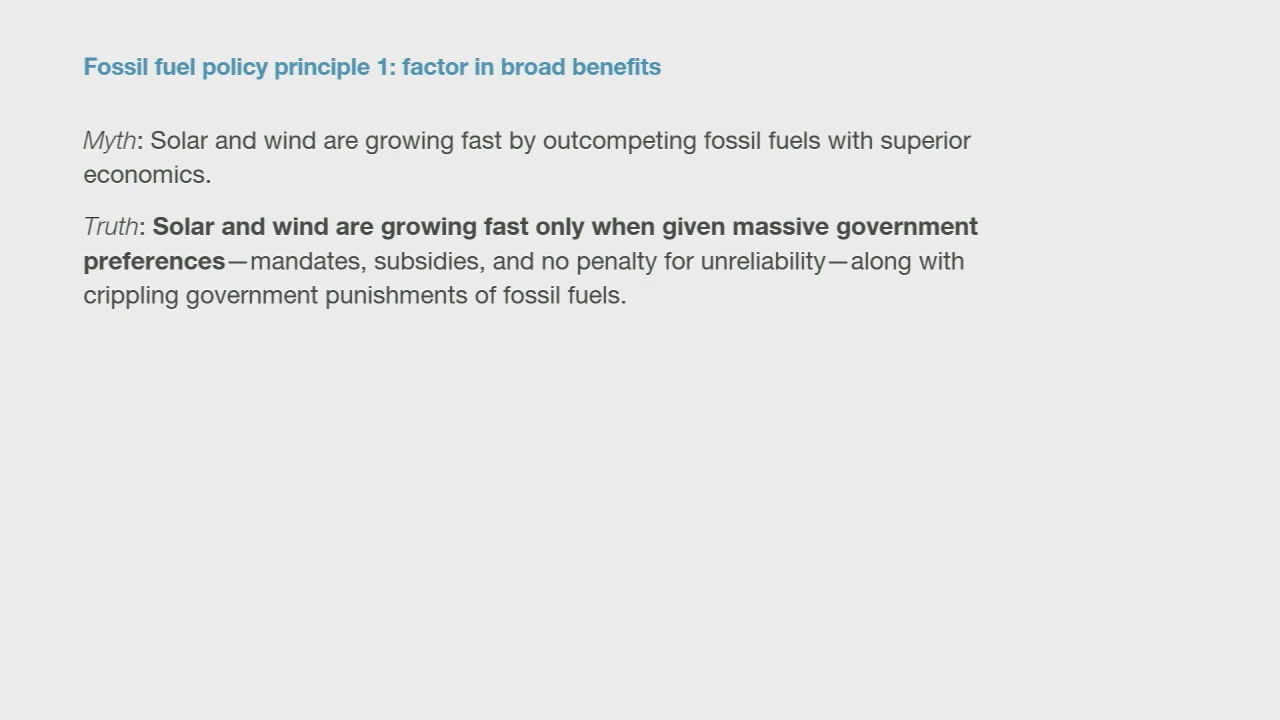 Fossil fuel policy principle 1: factor in broad benefits
Myth: Solar and wind are growing fast by outcompeting fossil fuels with superior
economics.
Truth: Solar and wind are growing fast only when given massive government
preferences—mandates, subsidies, and no penalty for unreliability—along with
crippling government punishments of fossil fuels.